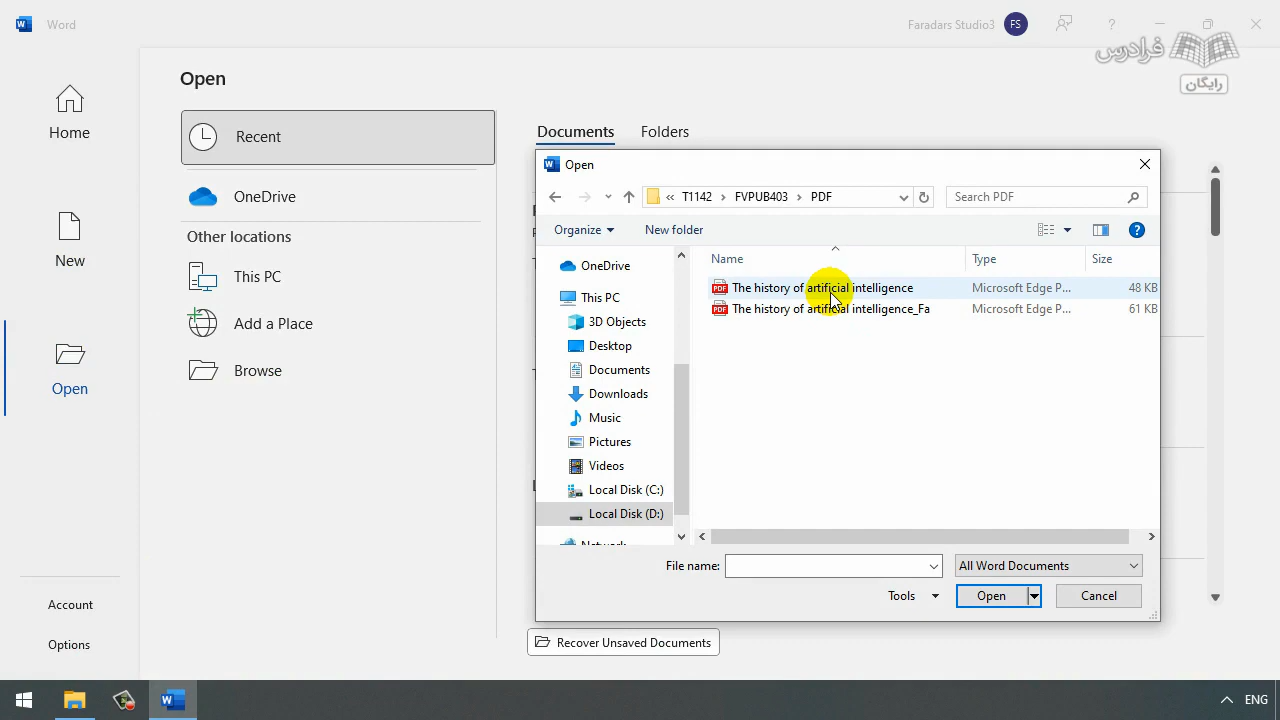 Word
Faradars Studio3
FS
?
فرادرس
رایگان
Home
New
Open
Account
Options
Open
Recent
OneDrive
Other locations
This PC
Add a Place
Browse
Documents
Folders
Open
« T1142 › FVPUB403 › PDF
Search PDF
Organize
New folder
?
OneDrive
This PC
3D Objects
Desktop
Documents
Downloads
Music
Pictures
Videos
Local Disk (C:)
Local Disk (D:)
Network
Name Type Size
PDF The history of artificial intelligence Microsoft Edge P... 48 KB
PDF The history of artificial intelligence_Fa Microsoft Edge P... 61 KB
File name:
All Word Documents
Tools
Open
Cancel
Recover Unsaved Documents
ENG